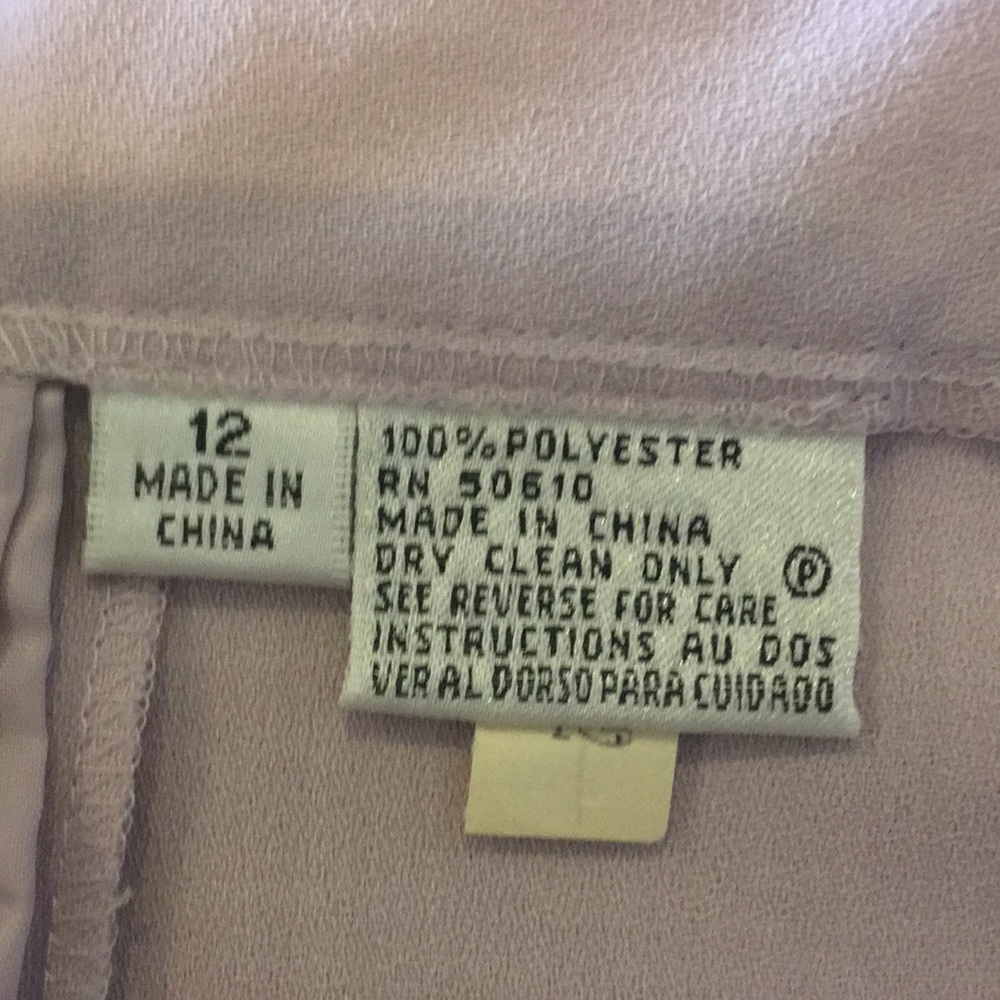 12
MADE IN
CHINA
100% POLYESTER
RN 50610
MADE IN CHINA
DRY CLEAN ONLY Ⓟ
SEE REVERSE FOR CARE
INSTRUCTIONS AU DOS
VER AL DORSO PARA CUIDADO